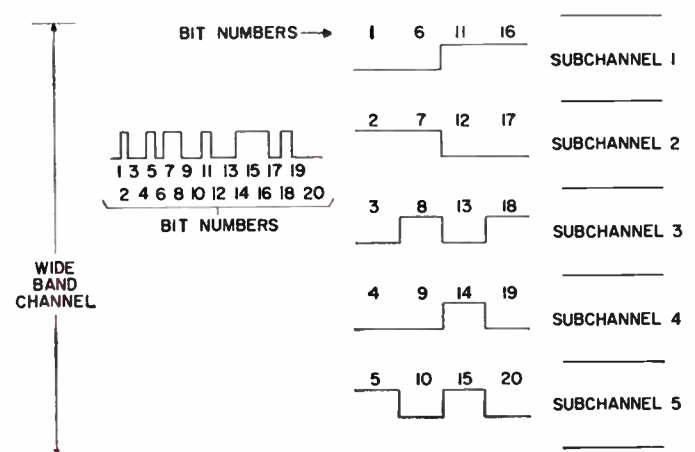 BIT NUMBERS
1 6 11 16
SUBCHANNEL 1
2 7 12 17
SUBCHANNEL 2
1 3 5 7 9 11 13 15 17 19
2 4 6 8 10 12 14 16 18 20
BIT NUMBERS
3 8 13 18
SUBCHANNEL 3
WIDE
BAND
CHANNEL
4 9 14 19
SUBCHANNEL 4
5 10 15 20
SUBCHANNEL 5